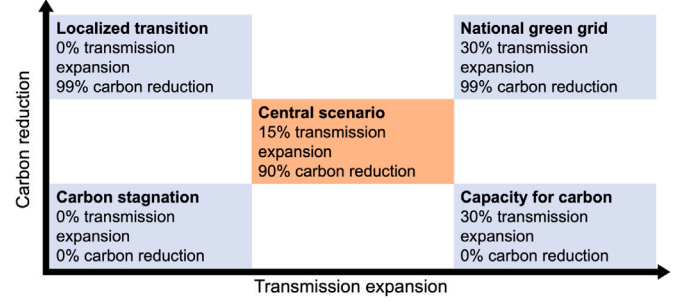 Localized transition
0% transmission
expansion
99% carbon reduction
National green grid
30% transmission
expansion
99% carbon reduction
Central scenario
15% transmission
expansion
90% carbon reduction
Carbon stagnation
0% transmission
expansion
0% carbon reduction
Capacity for carbon
30% transmission
expansion
0% carbon reduction
Carbon reduction
Transmission expansion